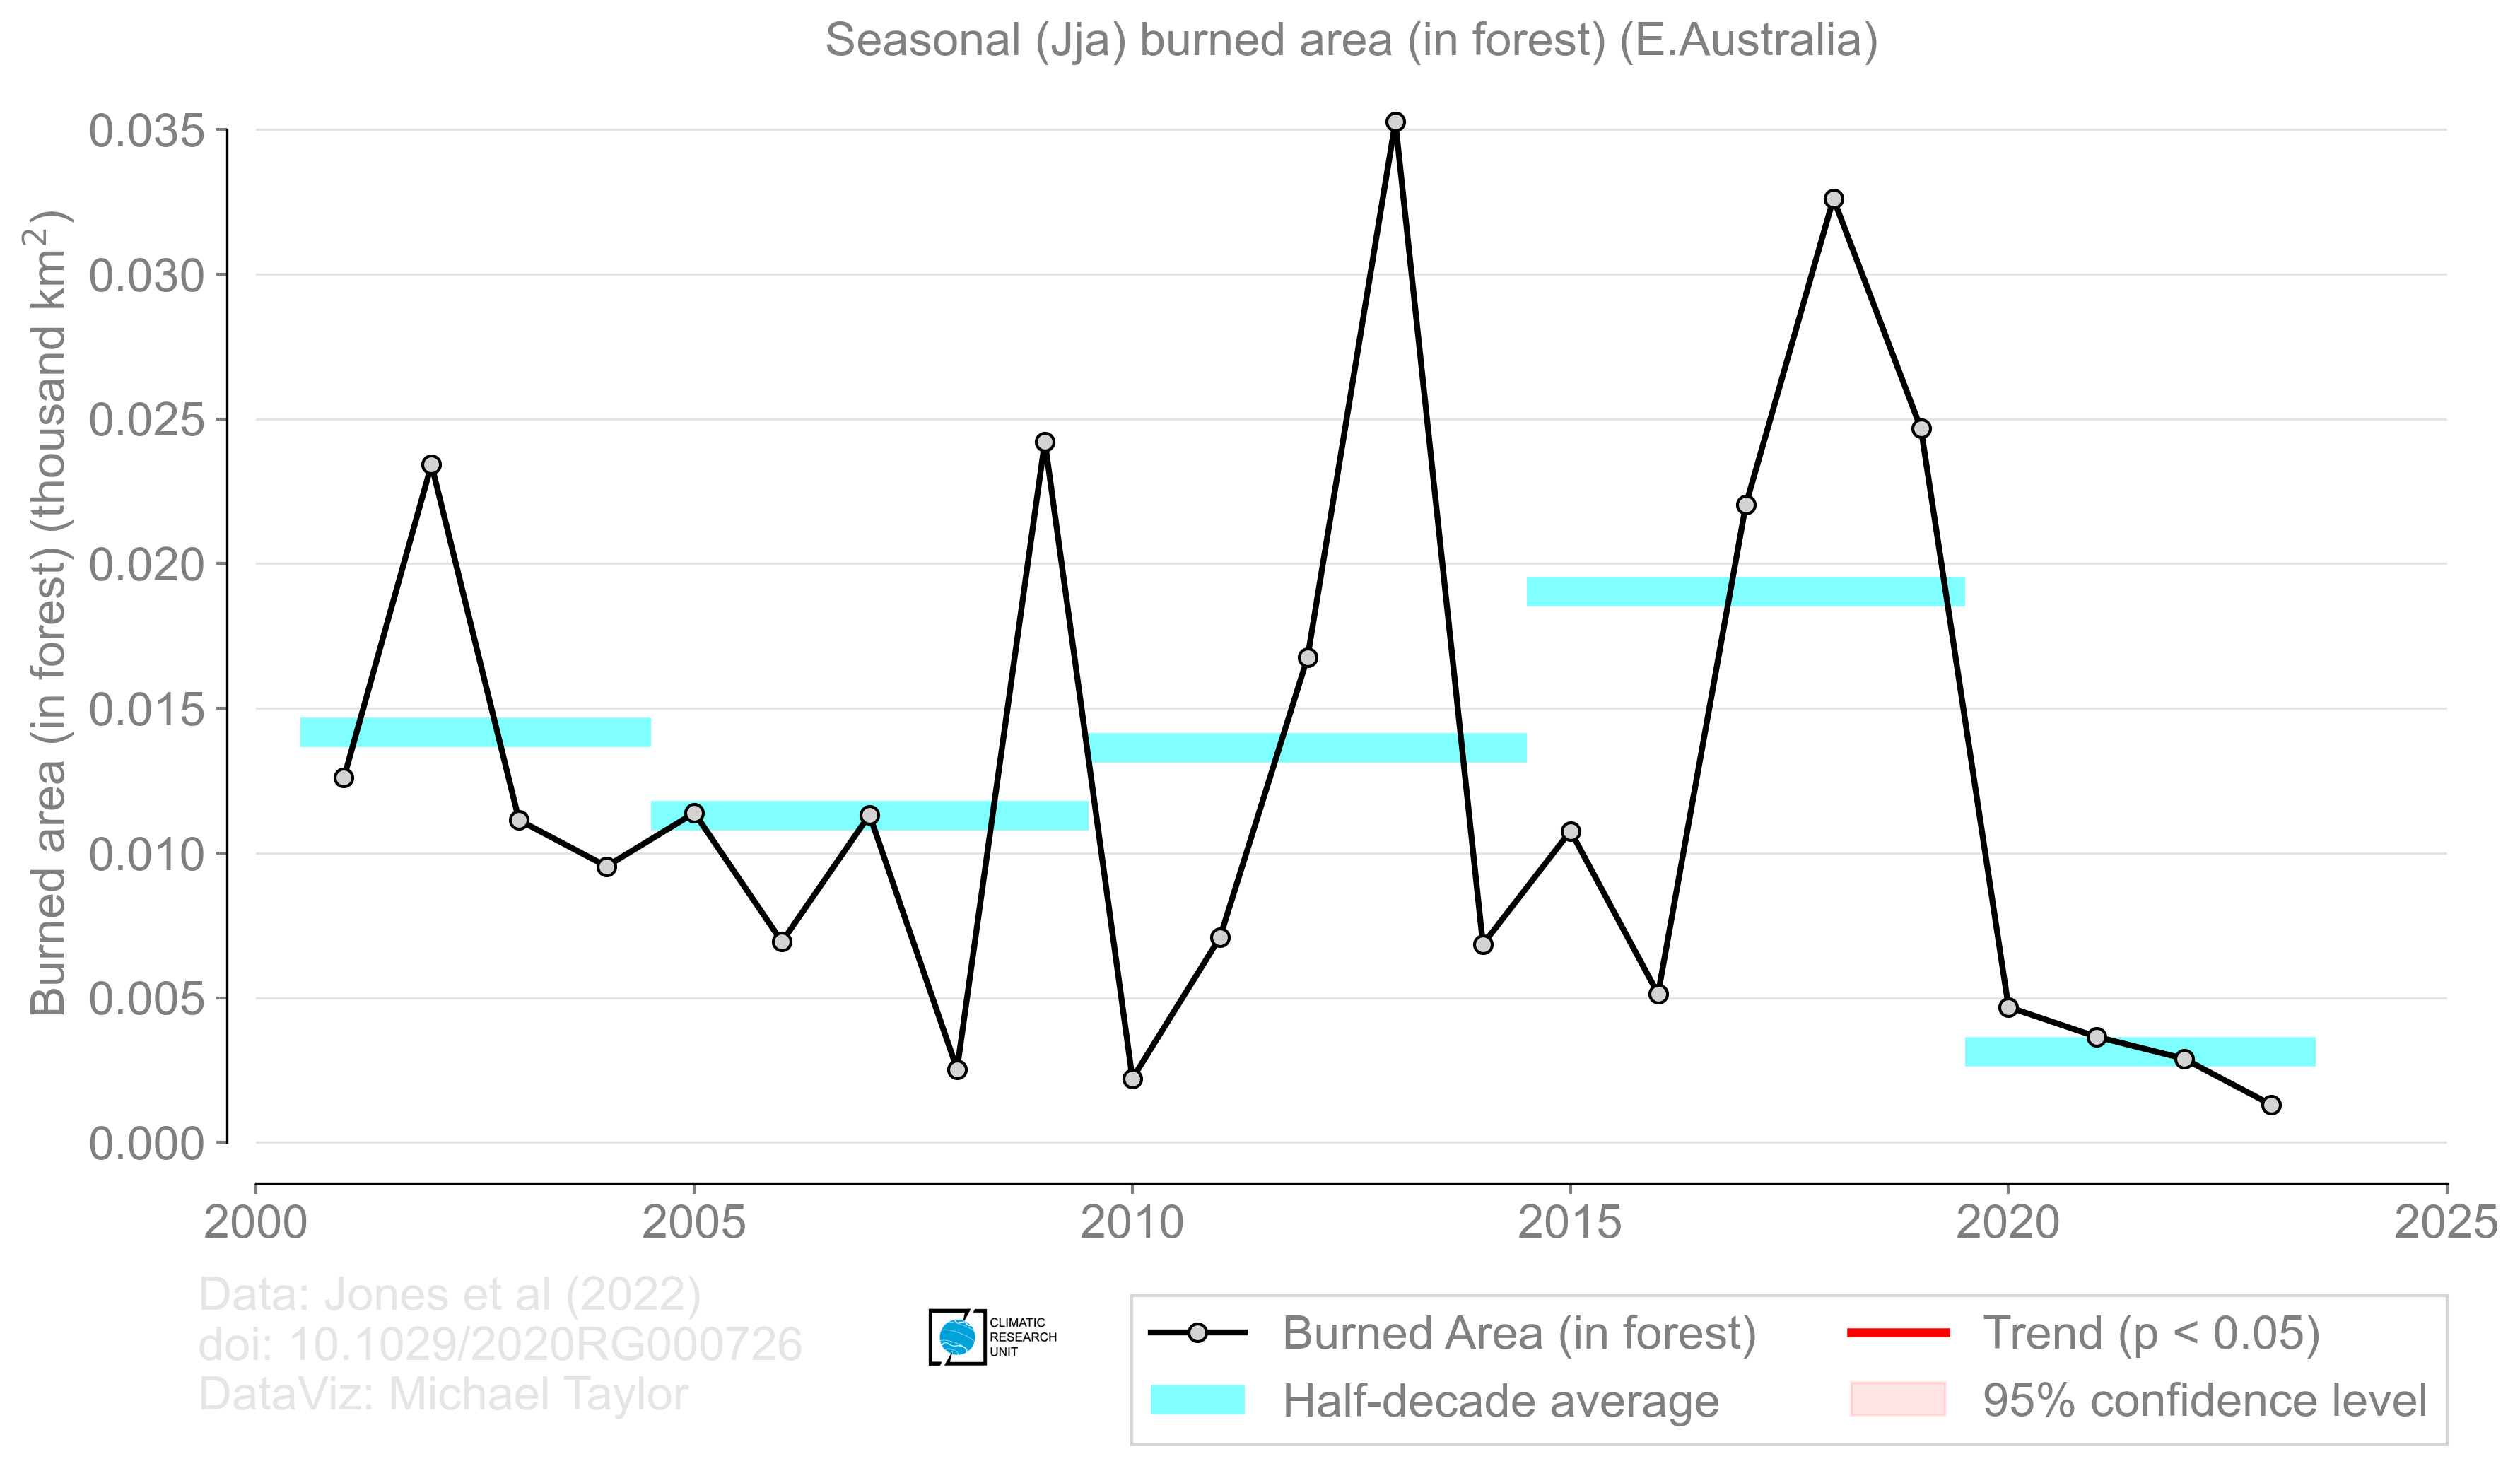 Seasonal (Jja) burned area (in forest) (E.Australia)
Burned area (in forest) (thousand km²)
0.035
0.030
0.025
0.020
0.015
0.010
0.005
0.000
2000 2005 2010 2015 2020 2025
Data: Jones et al (2022)
doi: 10.1029/2020RG000726
DataViz: Michael Taylor
CLIMATIC
RESEARCH
UNIT
Burned Area (in forest)
Half-decade average
Trend (p < 0.05)
95% confidence level